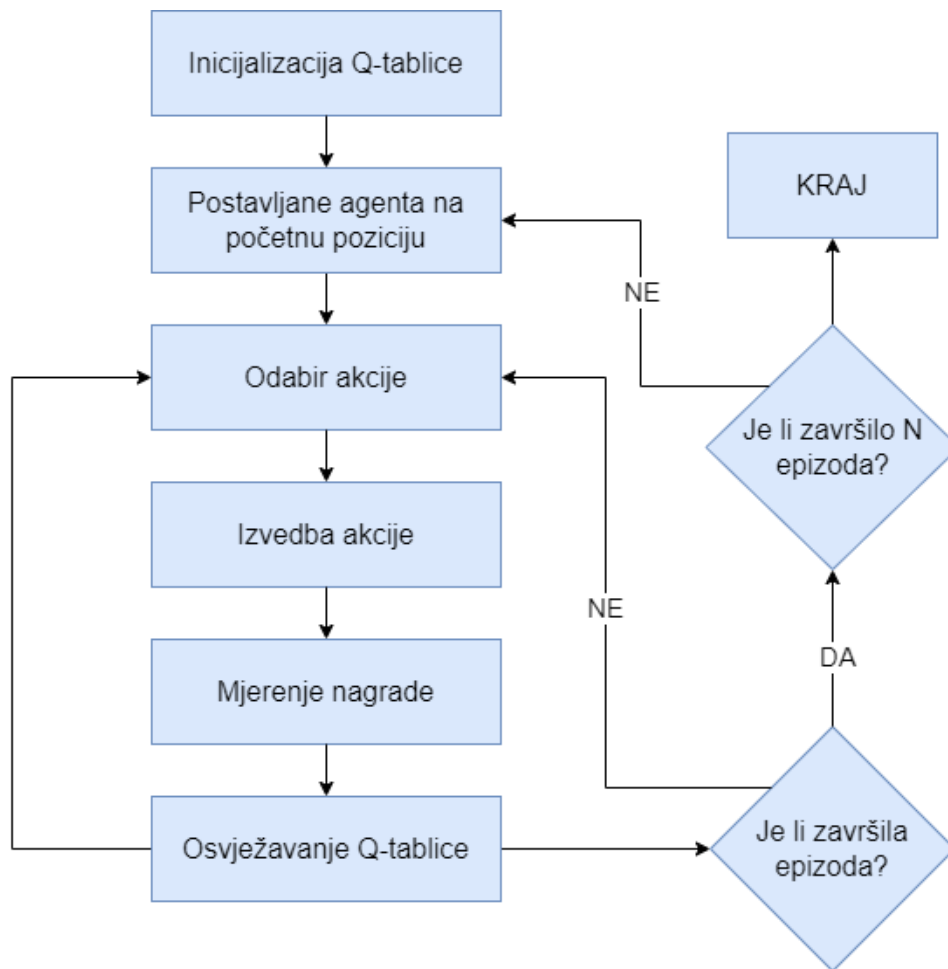 Inicijalizacija Q-tablice
Postavljane agenta na
početnu poziciju
Odabir akcije
Izvedba akcije
Mjerenje nagrade
Osvježavanje Q-tablice
Je li završila
epizoda?
NE
DA
Je li završilo N
epizoda?
NE
KRAJ